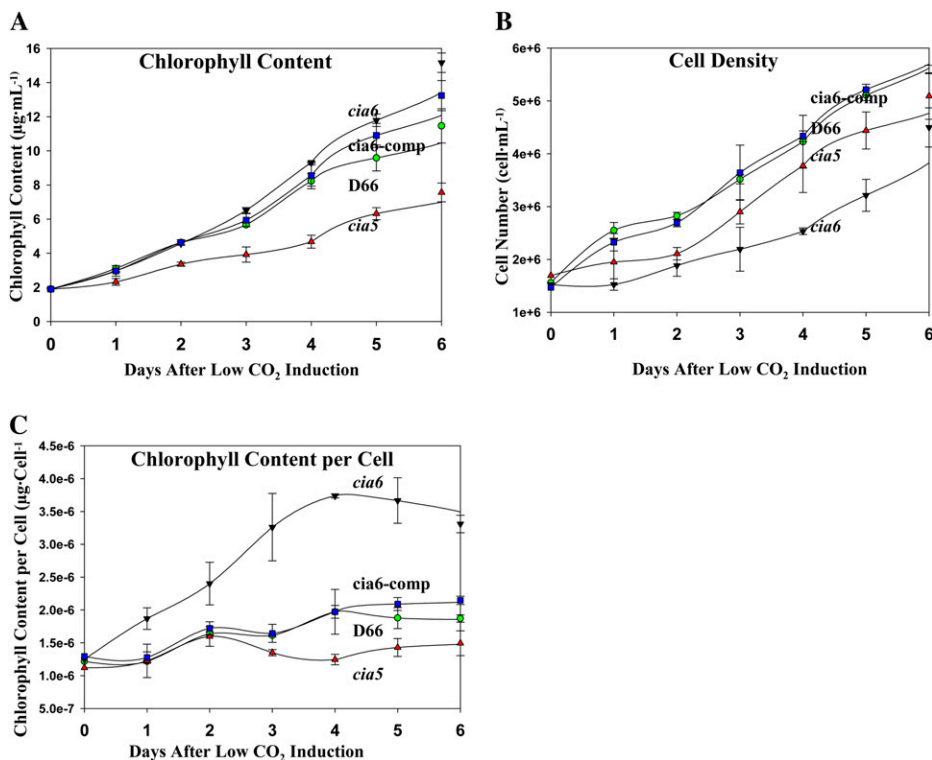 A
Chlorophyll Content
Chlorophyll Content (µg·mL⁻¹)
16
14
12
10
8
6
4
2
0
cia6
cia6-comp
D66
cia5
0 1 2 3 4 5 6
Days After Low CO₂ Induction
B
Cell Density
Cell Number (cell·mL⁻¹)
6e+6
5e+6
4e+6
3e+6
2e+6
1e+6
cia6-comp
D66
cia5
cia6
0 1 2 3 4 5 6
Days After Low CO₂ Induction
C
Chlorophyll Content per Cell
Chlorophyll Content per Cell (µg·Cell⁻¹
4.5e-6
4.0e-6
3.5e-6
3.0e-6
2.5e-6
2.0e-6
1.5e-6
1.0e-6
5.0e-7
cia6
cia6-comp
D66
cia5
0 1 2 3 4 5 6
Days After Low CO₂ Induction